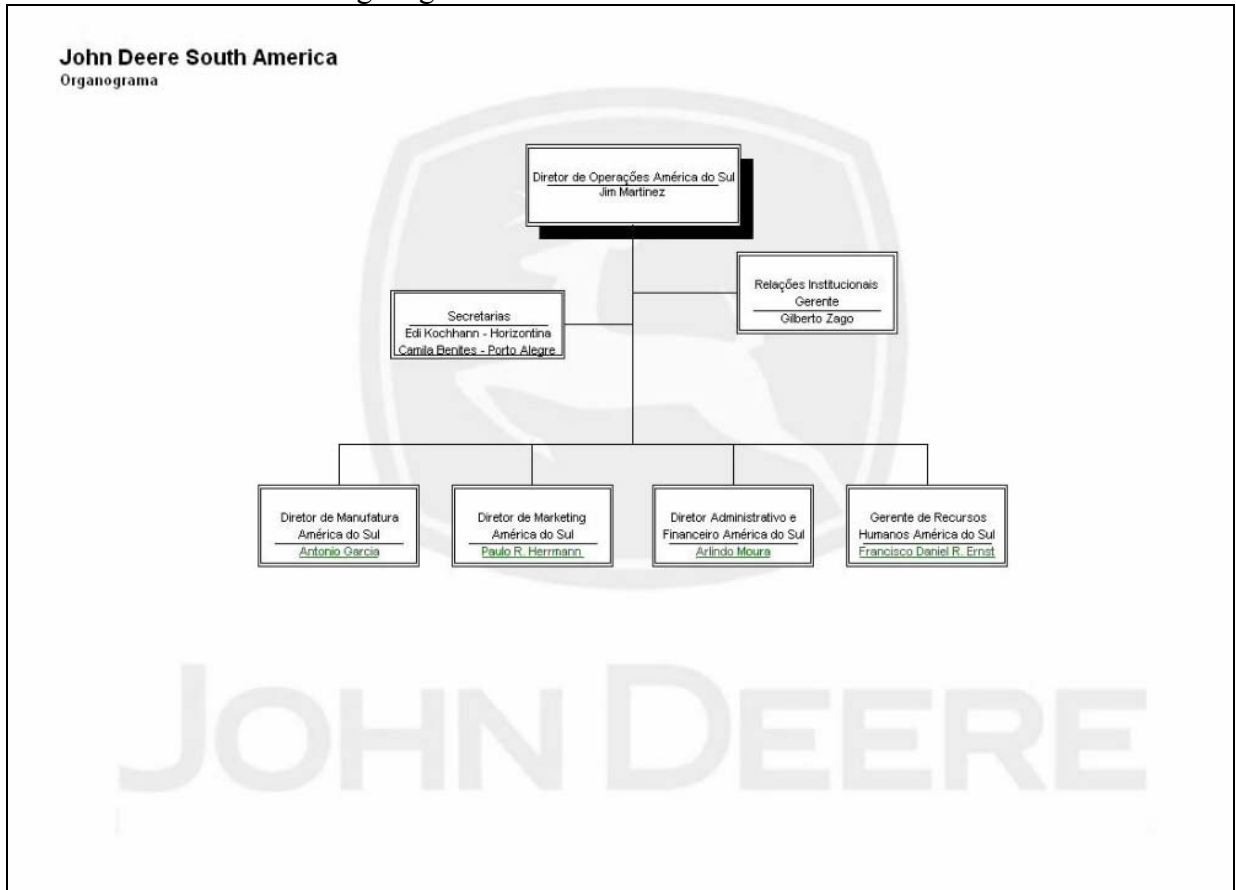 John Deere South America
Organograma
Diretor de Operações América do Sul
Jim Martinez
Relações Institucionais
Gerente
Gilberto Zago
Secretarias
Edi Kochhann - Horizontina
Camila Benites - Porto Alegre
Diretor de Manufatura
América do Sul
Antonio Garcia
Diretor de Marketing
América do Sul
Paulo R. Herrmann
Diretor Administrativo e
Financeiro América do Sul
Arlindo Moura
Gerente de Recursos
Humanos América do Sul
Francisco Daniel R. Ernst
JOHN DEERE